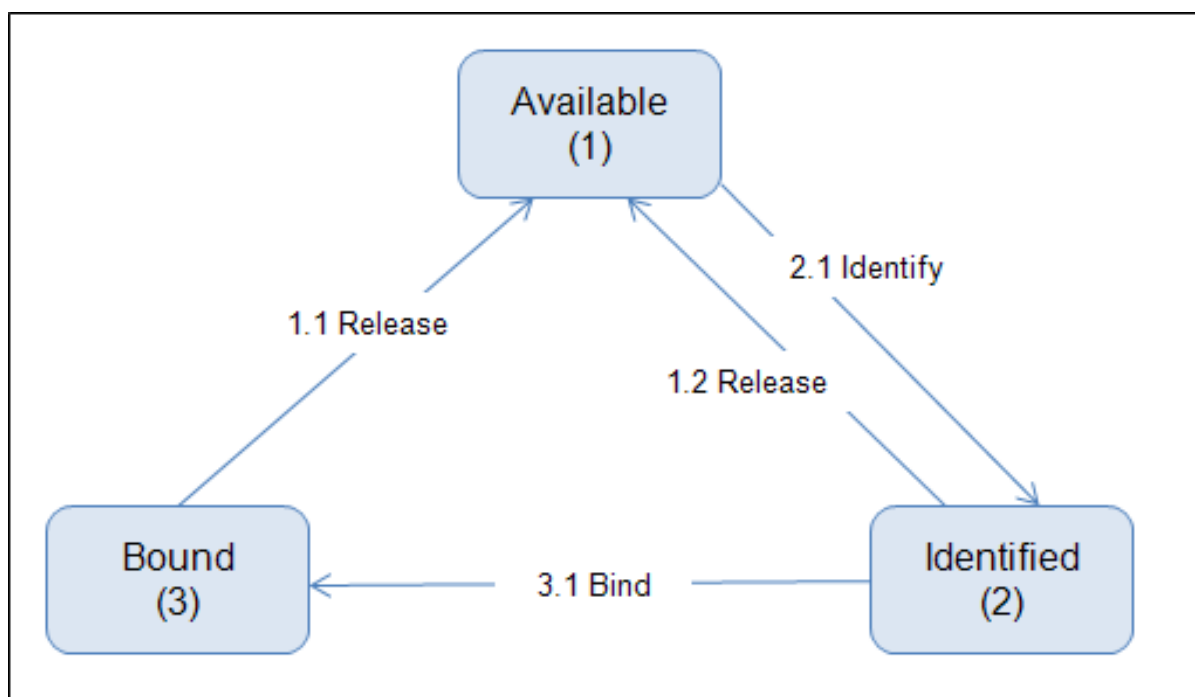 Available
(1)
2.1 Identify
1.1 Release
1.2 Release
Bound
(3)
3.1 Bind
Identified
(2)